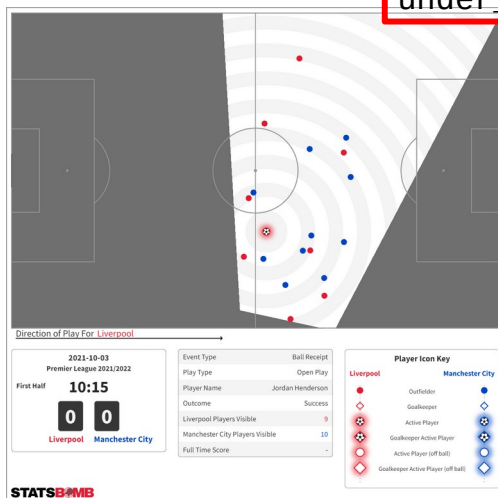 under_
Direction of Play For Liverpool
2021-10-03
Premier League 2021/2022
First Half 10:15
0 0
Liverpool Manchester City
Event Type Ball Receipt
Play Type Open Play
Player Name Jordan Henderson
Outcome Success
Liverpool Players Visible 9
Manchester City Players Visible 10
Full Time Score -
Player Icon Key
Liverpool Manchester City
Outfielder
Goalkeeper
Active Player
Goalkeeper Active Player
Active Player (off ball)
Goalkeeper Active Player (off ball)
STATSBOMB